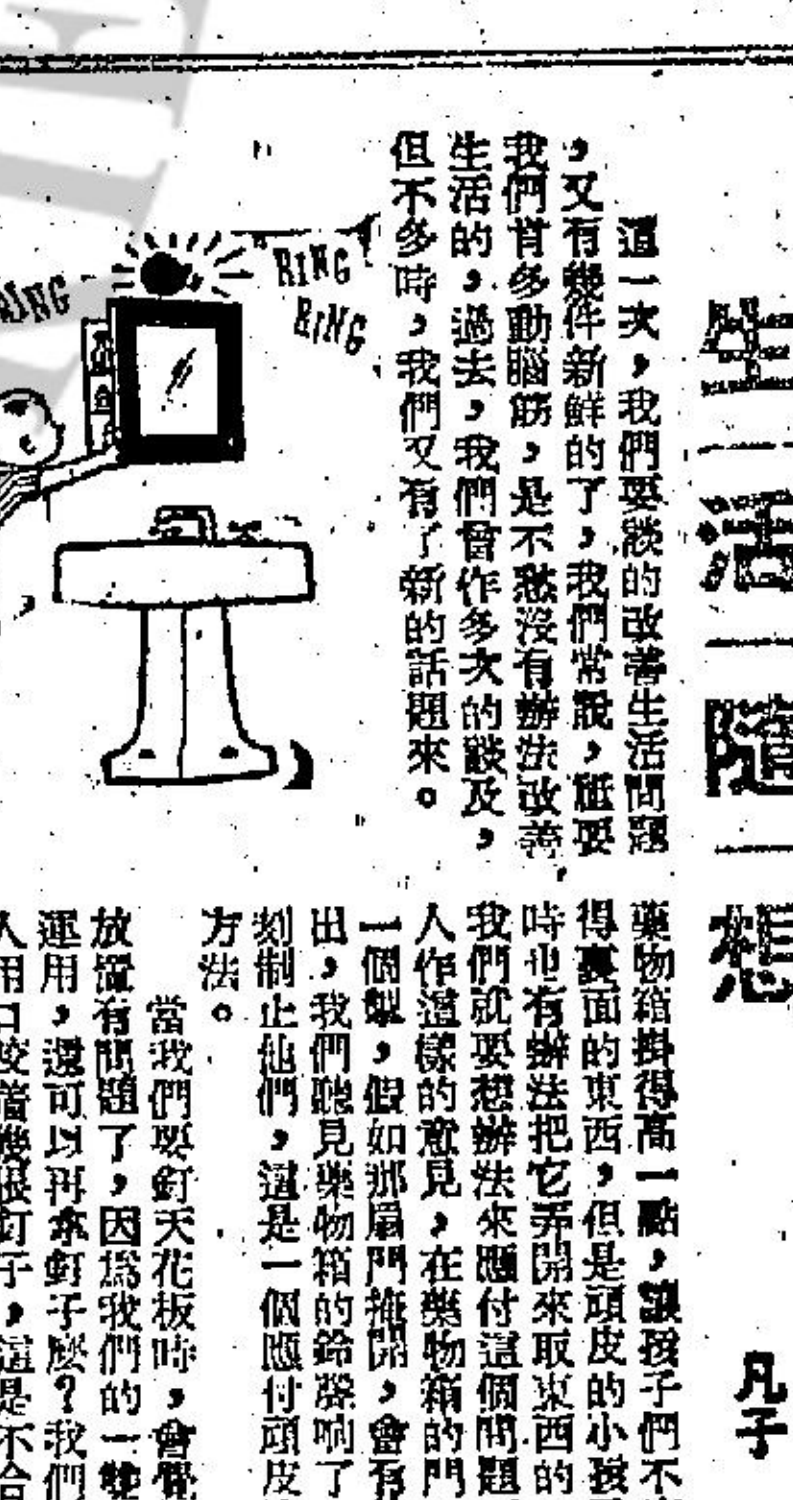 生活隨想
凡子
這一次，我們要談的改善生活問題
，又有幾件新鮮的了，我們常說，祇要
我們肯多動腦筋，是不愁沒有辦法改善
生活的，過去，我們曾作多次的談及，
但不多時，我們又有了新的話題來。
RING
RING
RING
藥物箱掛得高一點，讓孩子們不
得裏面的東西，但是頑皮的小孩
時也有辦法把它弄開來取東西的
我們就要想辦法來應付這個問題
人作這樣的意見，在藥物箱的門
一個掣，假如那扇門掩開，會有
出，我們聽見藥物箱的鈴聲响了
刻制止他們，這是一個應付頑皮
方法。
當我們要釘天花板時，會覺
放置有問題了，因爲我們的一雙
運用，還可以再拿釘子麽？我們
人用口咬着幾根釘子，這是不合